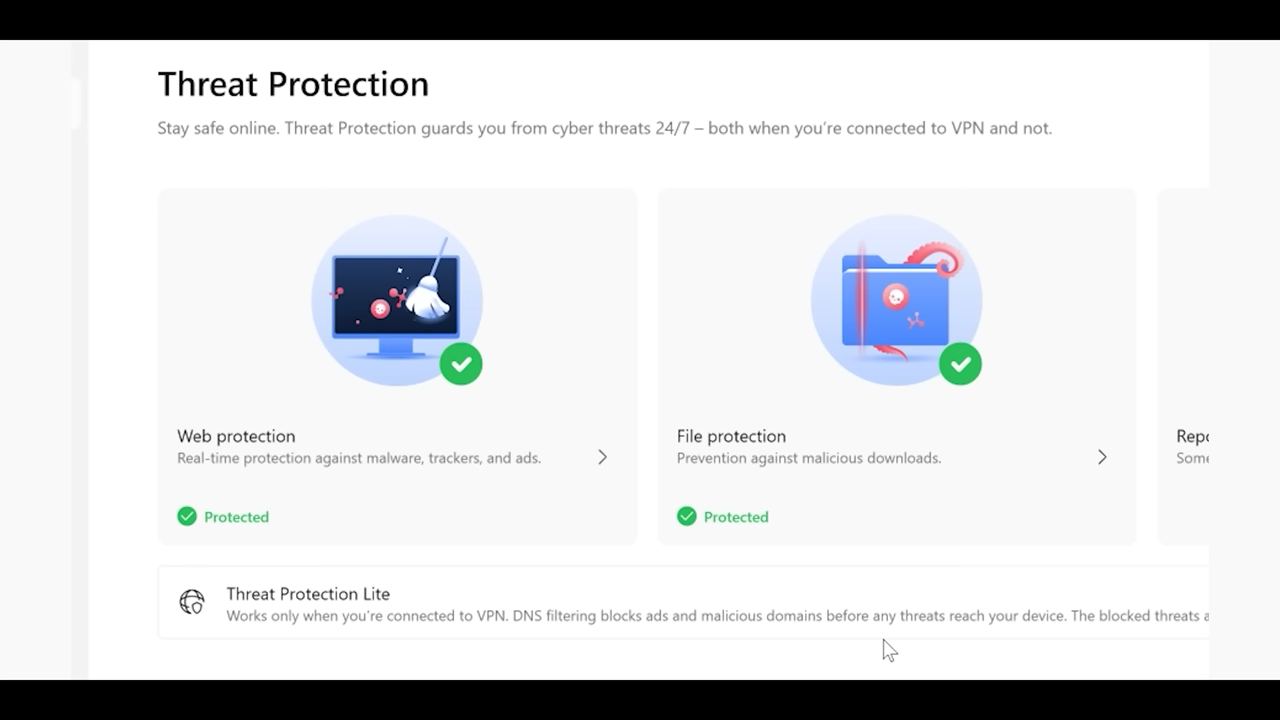 Threat Protection
Stay safe online. Threat Protection guards you from cyber threats 24/7 – both when you're connected to VPN and not.
Web protection
Real-time protection against malware, trackers, and ads.
Protected
File protection
Prevention against malicious downloads.
Protected
Repo
Some
Threat Protection Lite
Works only when you're connected to VPN. DNS filtering blocks ads and malicious domains before any threats reach your device. The blocked threats